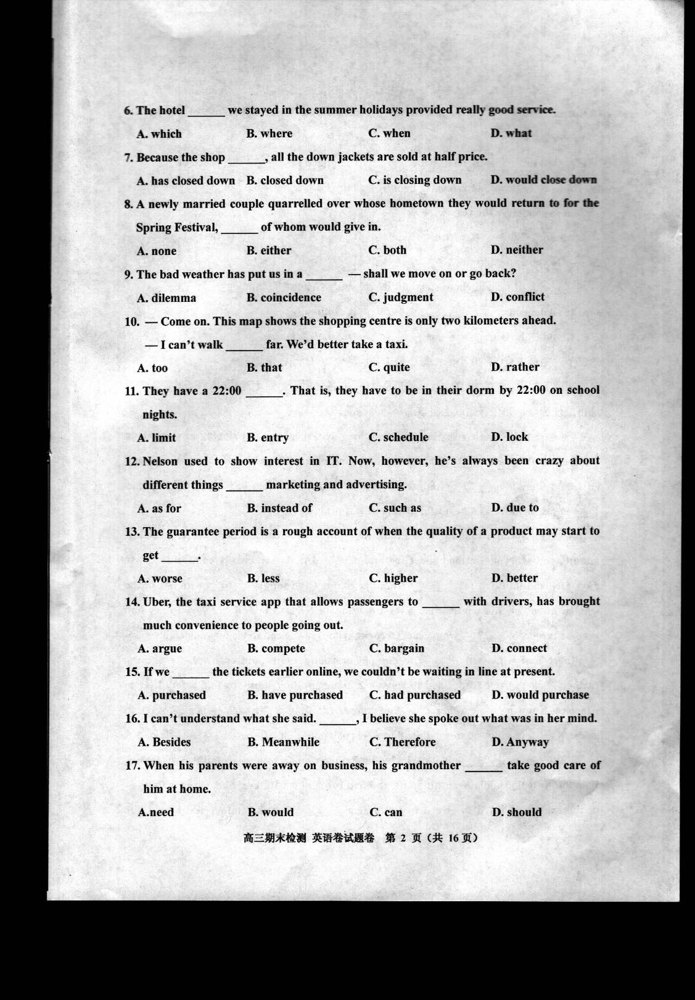 6. The hotel ______ we stayed in the summer holidays provided really good service.
A. which B. where C. when D. what
7. Because the shop ______, all the down jackets are sold at half price.
A. has closed down B. closed down C. is closing down D. would close down
8. A newly married couple quarrelled over whose hometown they would return to for the
Spring Festival, ______ of whom would give in.
A. none B. either C. both D. neither
9. The bad weather has put us in a ______ — shall we move on or go back?
A. dilemma B. coincidence C. judgment D. conflict
10. — Come on. This map shows the shopping centre is only two kilometers ahead.
— I can't walk ______ far. We'd better take a taxi.
A. too B. that C. quite D. rather
11. They have a 22:00 ______. That is, they have to be in their dorm by 22:00 on school
nights.
A. limit B. entry C. schedule D. lock
12. Nelson used to show interest in IT. Now, however, he's always been crazy about
different things ______ marketing and advertising.
A. as for B. instead of C. such as D. due to
13. The guarantee period is a rough account of when the quality of a product may start to
get ______.
A. worse B. less C. higher D. better
14. Uber, the taxi service app that allows passengers to ______ with drivers, has brought
much convenience to people going out.
A. argue B. compete C. bargain D. connect
15. If we ______ the tickets earlier online, we couldn't be waiting in line at present.
A. purchased B. have purchased C. had purchased D. would purchase
16. I can't understand what she said. ______, I believe she spoke out what was in her mind.
A. Besides B. Meanwhile C. Therefore D. Anyway
17. When his parents were away on business, his grandmother ______ take good care of
him at home.
A.need B. would C. can D. should
高三期末检测 英语卷试题卷 第 2 页（共 16 页）